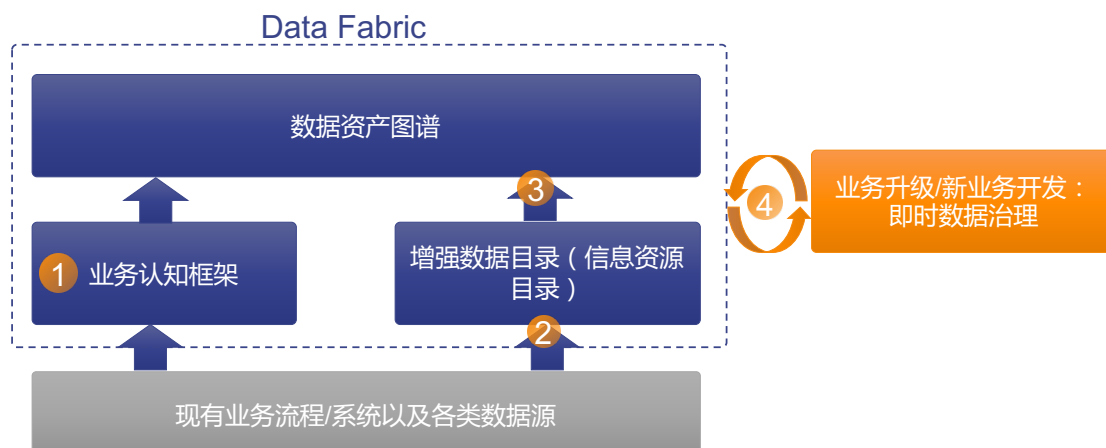 Data Fabric
数据资产图谱
3
4
业务升级/新业务开发：
即时数据治理
1
业务认知框架
增强数据目录（信息资源
目录）
2
现有业务流程/系统以及各类数据源